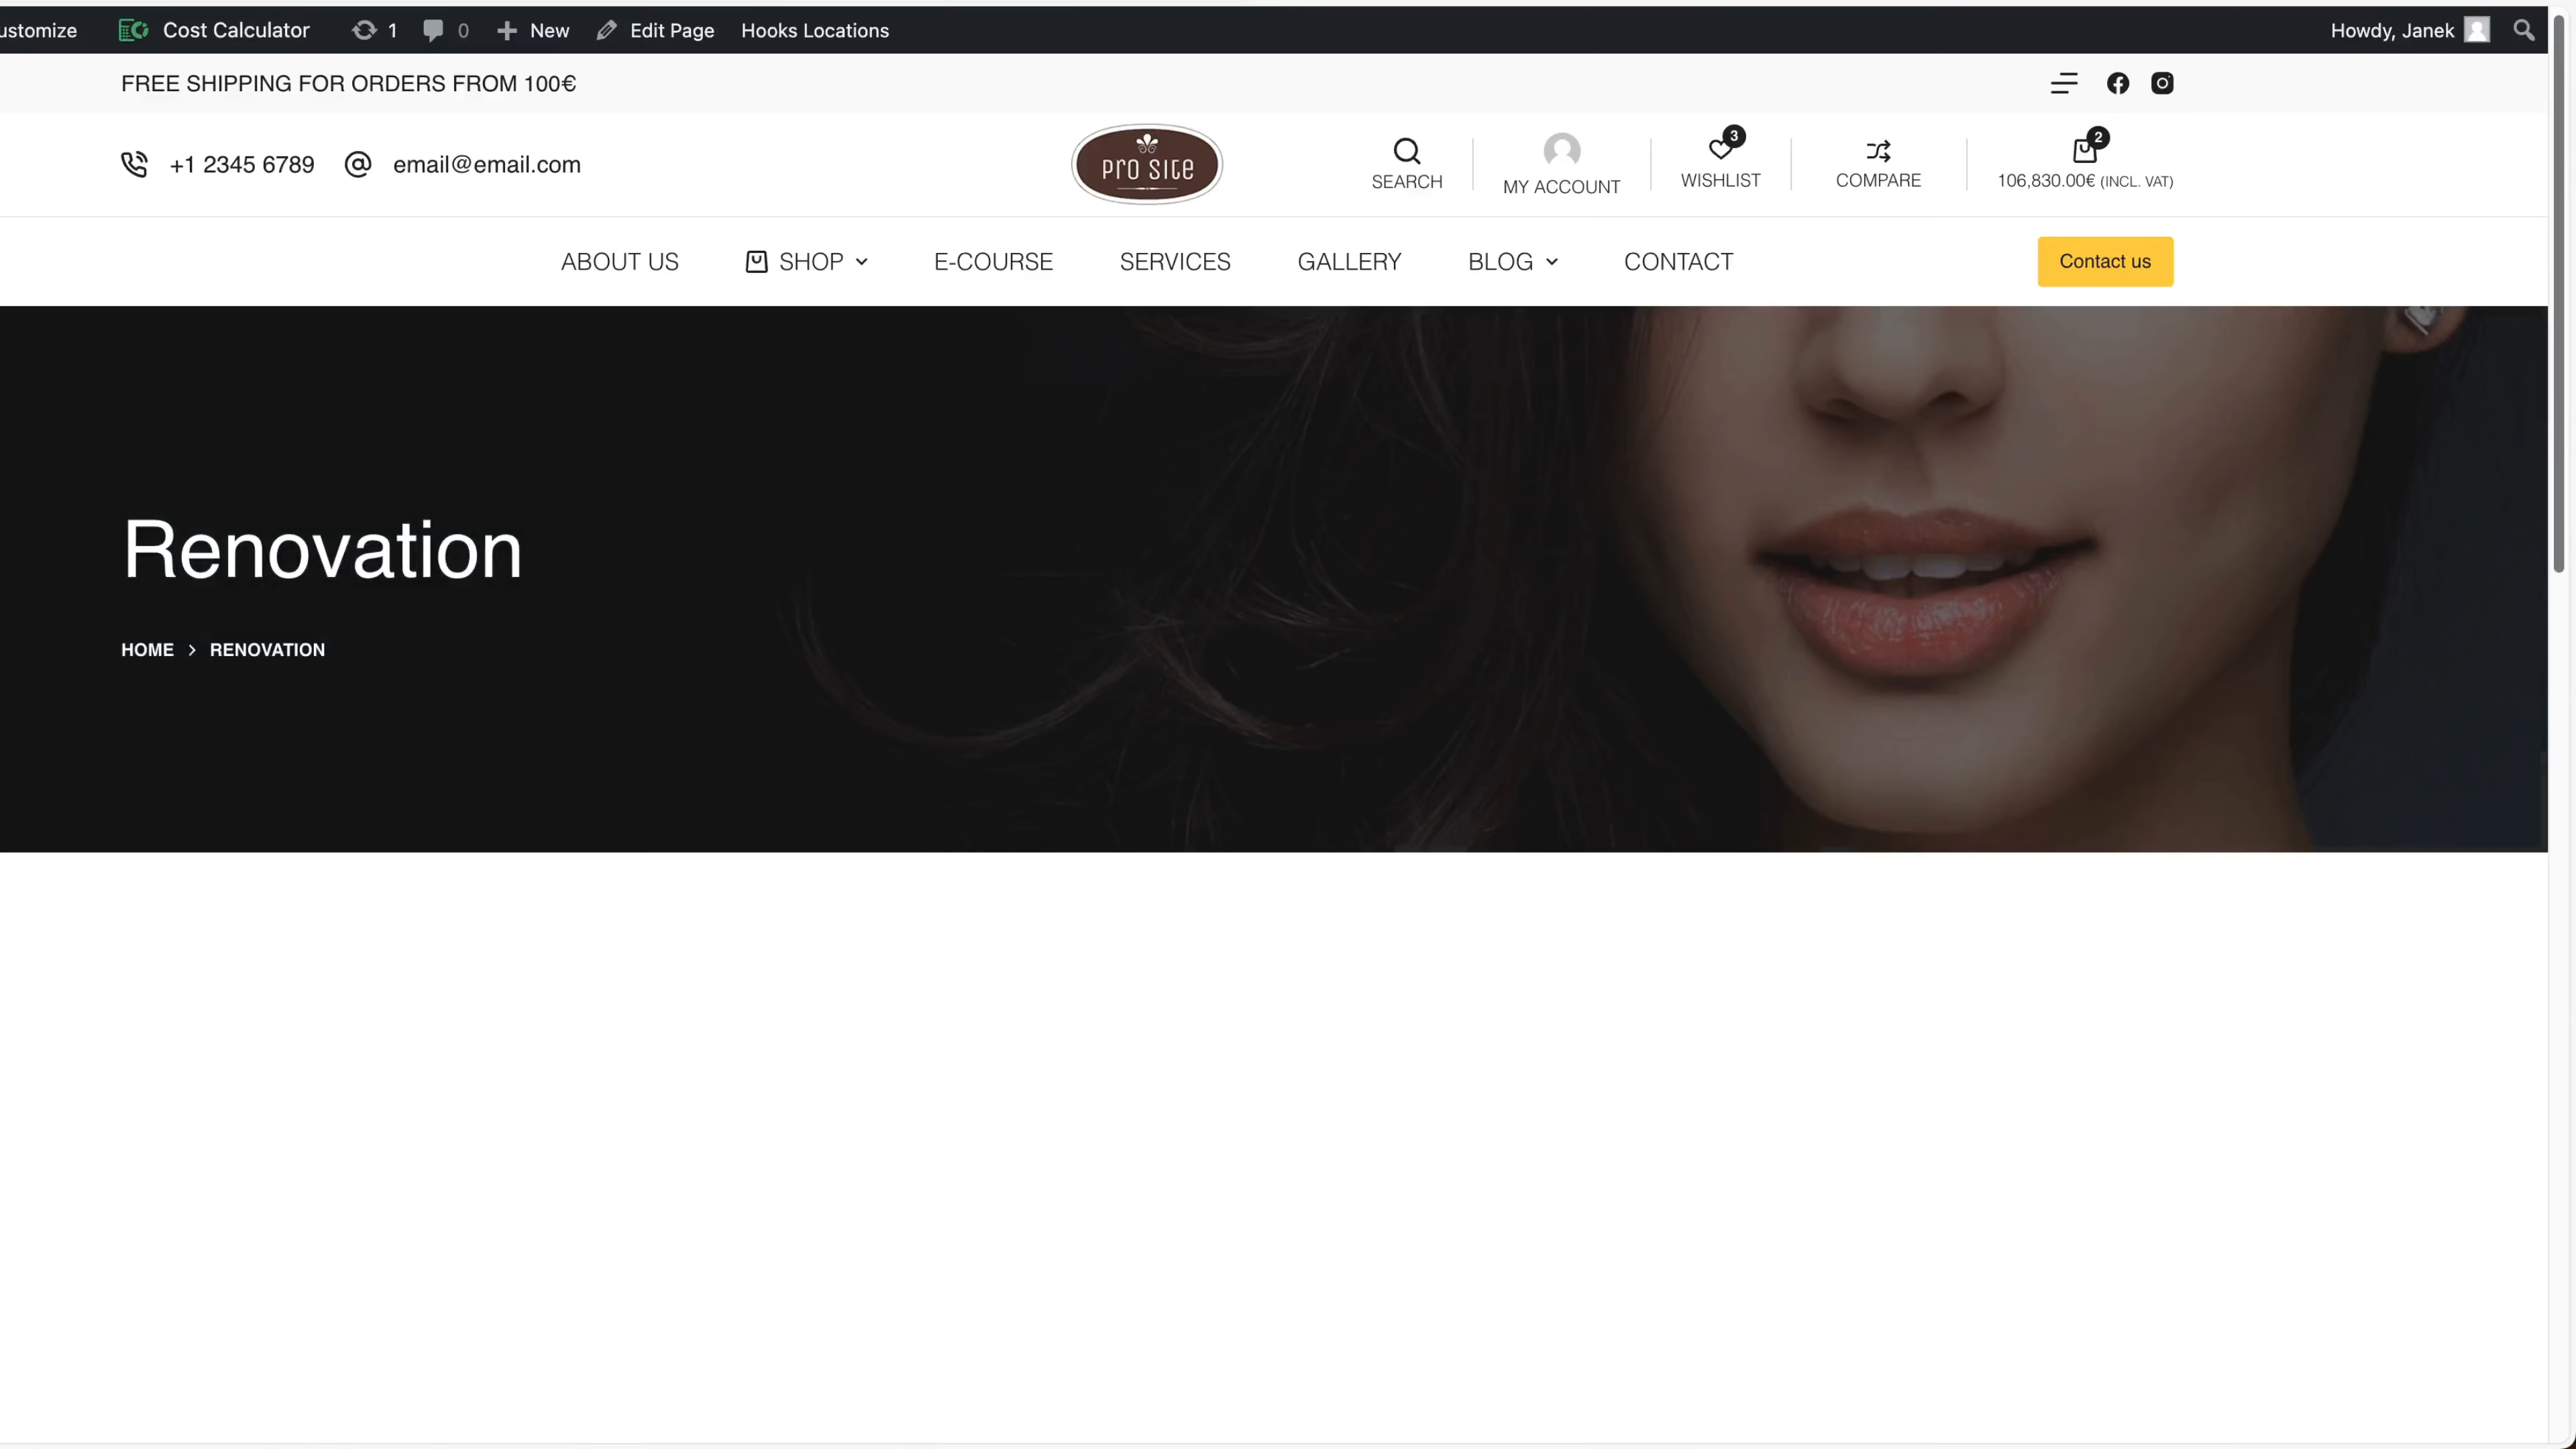 ustomize Cost Calculator 1 0 New Edit Page Hooks Locations Howdy, Janek
FREE SHIPPING FOR ORDERS FROM 100€
+1 2345 6789 email@email.com
pro site
SEARCH
MY ACCOUNT
3
WISHLIST
COMPARE
2
106,830.00€ (INCL. VAT)
ABOUT US SHOP E-COURSE SERVICES GALLERY BLOG CONTACT Contact us
Renovation
HOME > RENOVATION